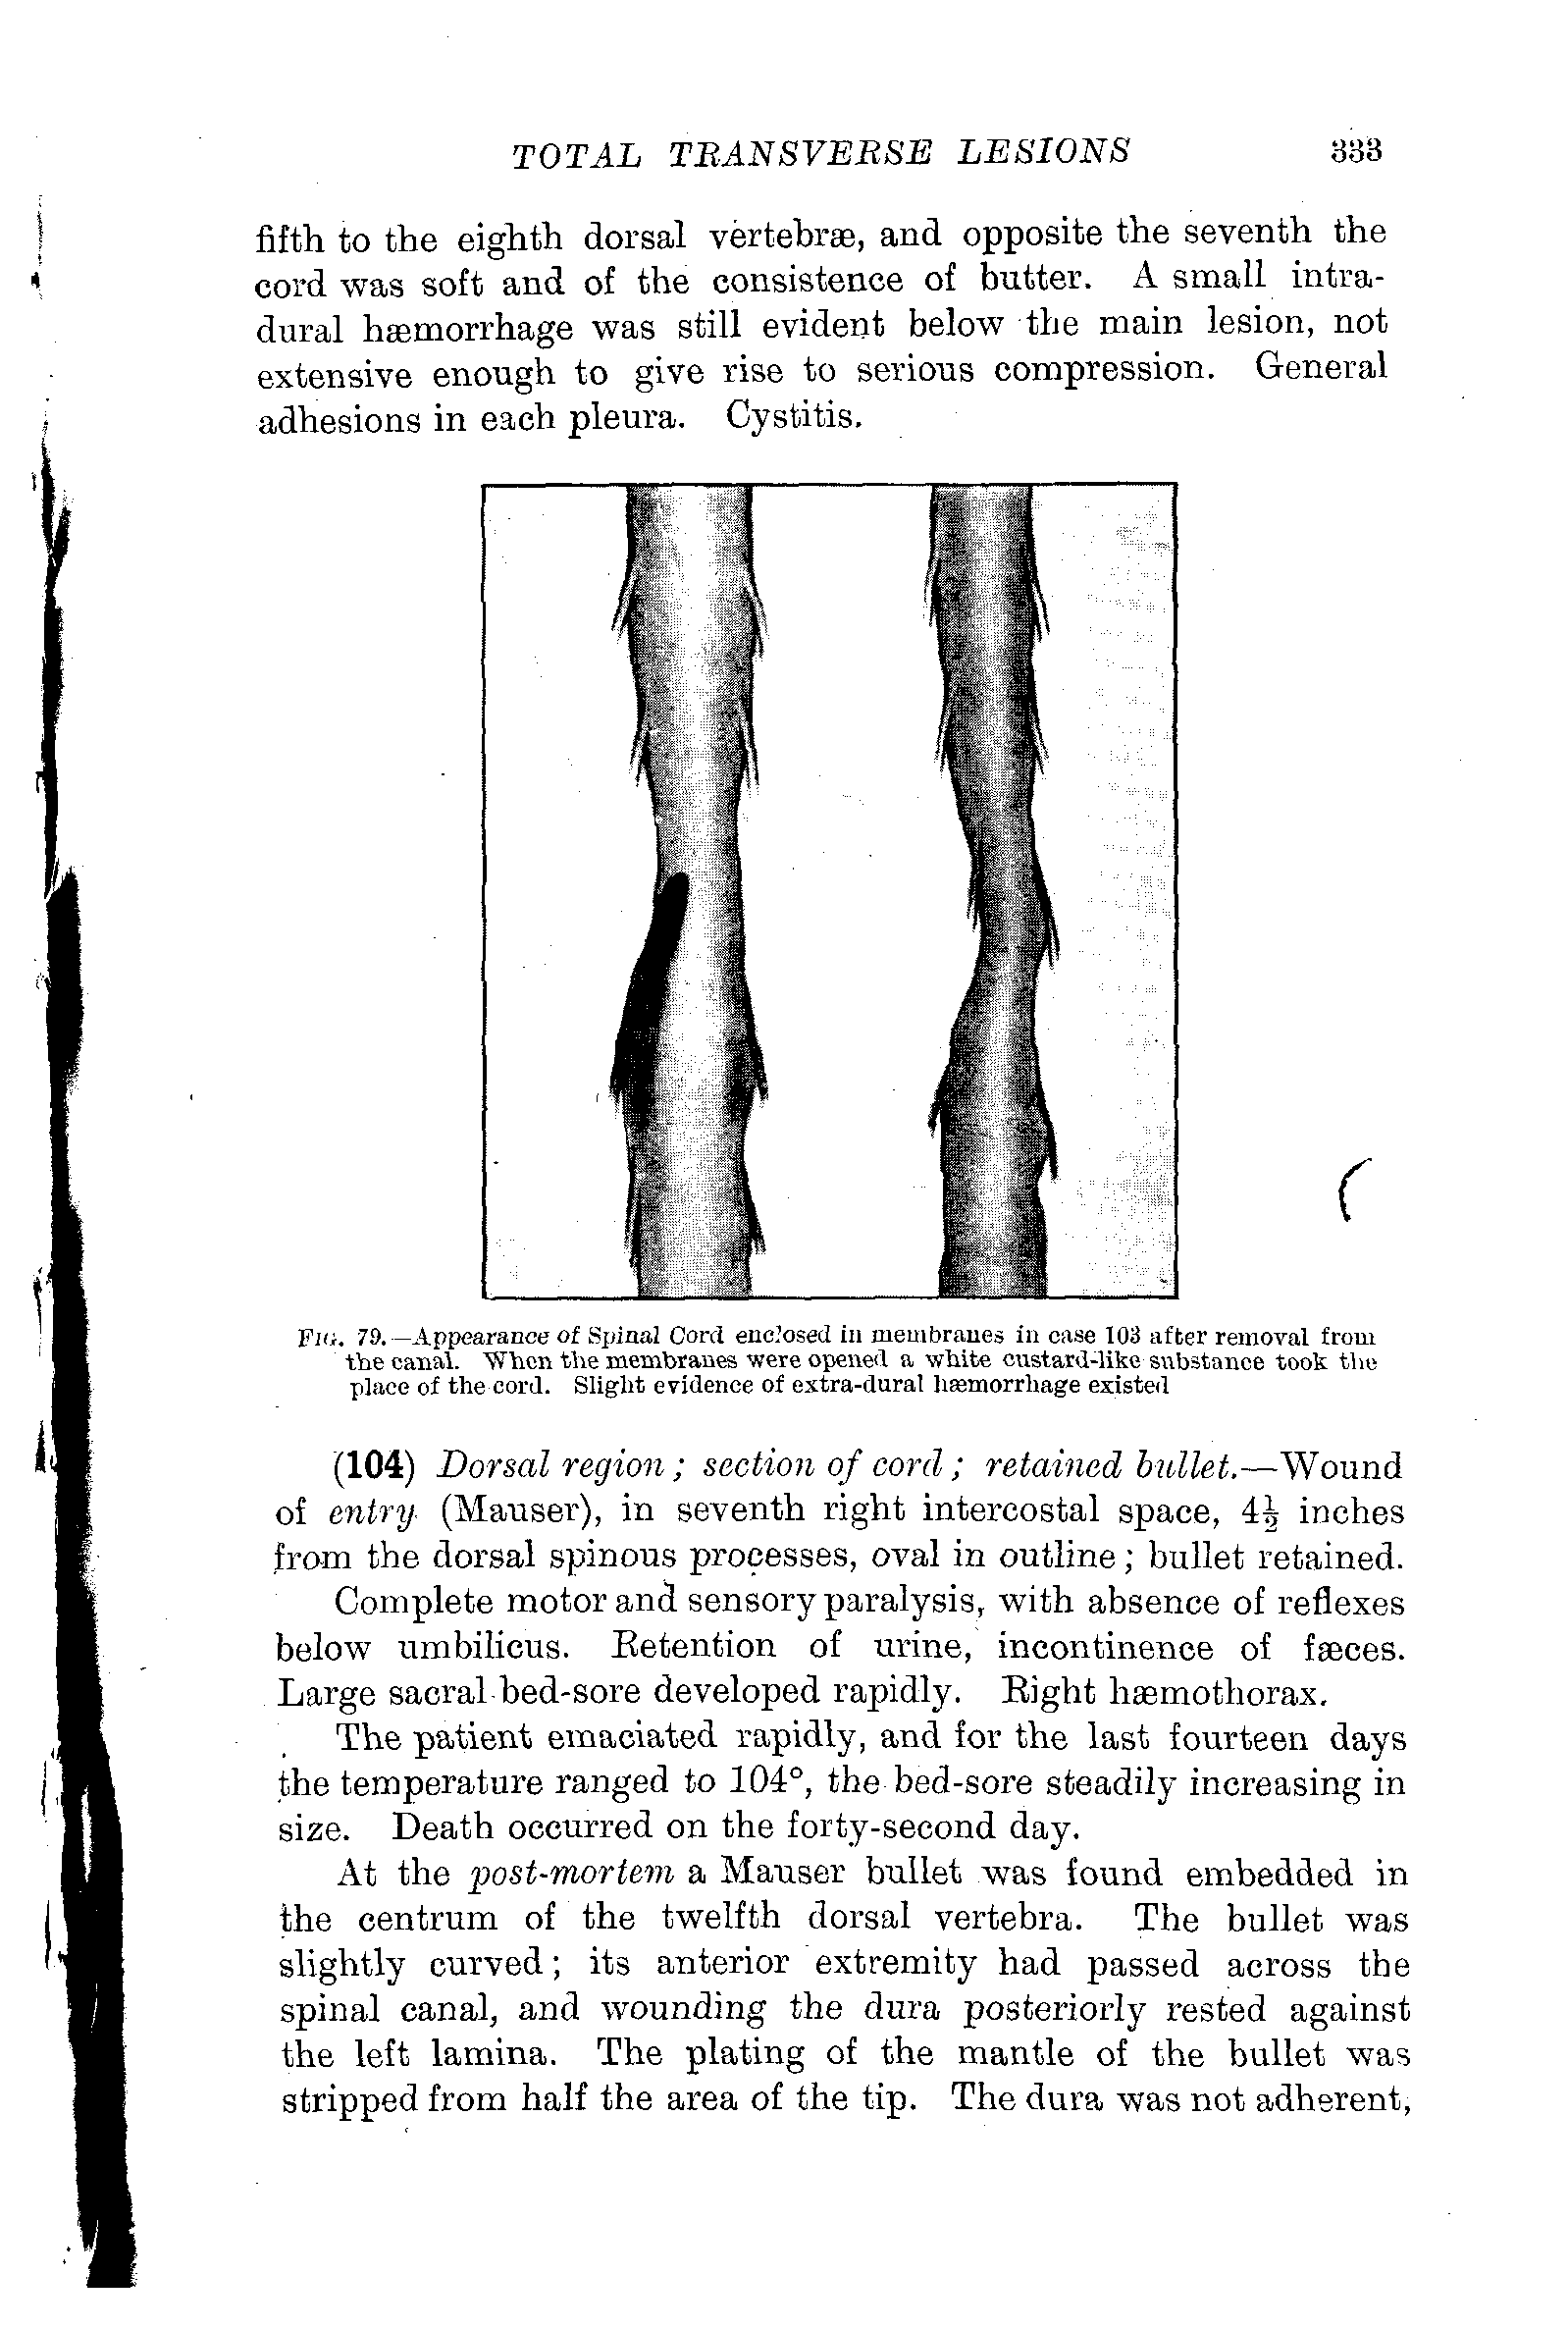 TOTAL TRANSVERSE LESIONS 333
fifth to the eighth dorsal vertebræ, and opposite the seventh the
cord was soft and of the consistence of butter. A small intra-
dural hæmorrhage was still evident below the main lesion, not
extensive enough to give rise to serious compression. General
adhesions in each pleura. Cystitis.
FIG. 79.—Appearance of Spinal Cord enclosed in membranes in case 103 after removal from
the canal. When the membranes were opened a white custard-like substance took the
place of the cord. Slight evidence of extra-dural hæmorrhage existed
(104) Dorsal region; section of cord; retained bullet.—Wound
of entry (Mauser), in seventh right intercostal space, 4½ inches
from the dorsal spinous processes, oval in outline; bullet retained.
Complete motor and sensory paralysis, with absence of reflexes
below umbilicus. Retention of urine, incontinence of fæces.
Large sacral bed-sore developed rapidly. Right hæmothorax.
The patient emaciated rapidly, and for the last fourteen days
the temperature ranged to 104°, the bed-sore steadily increasing in
size. Death occurred on the forty-second day.
At the post-mortem a Mauser bullet was found embedded in
the centrum of the twelfth dorsal vertebra. The bullet was
slightly curved; its anterior extremity had passed across the
spinal canal, and wounding the dura posteriorly rested against
the left lamina. The plating of the mantle of the bullet was
stripped from half the area of the tip. The dura was not adherent,